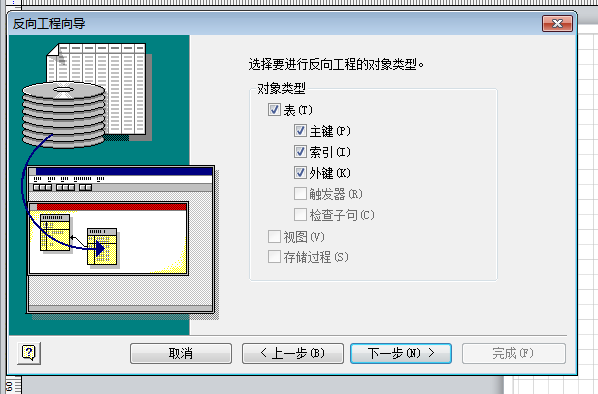 反向工程向导
选择要进行反向工程的对象类型。
对象类型
表(T)
主键(P)
索引(I)
外键(K)
触发器(R)
检查子句(C)
视图(V)
存储过程(S)
取消
< 上一步(B)
下一步(N) >
完成(F)
60